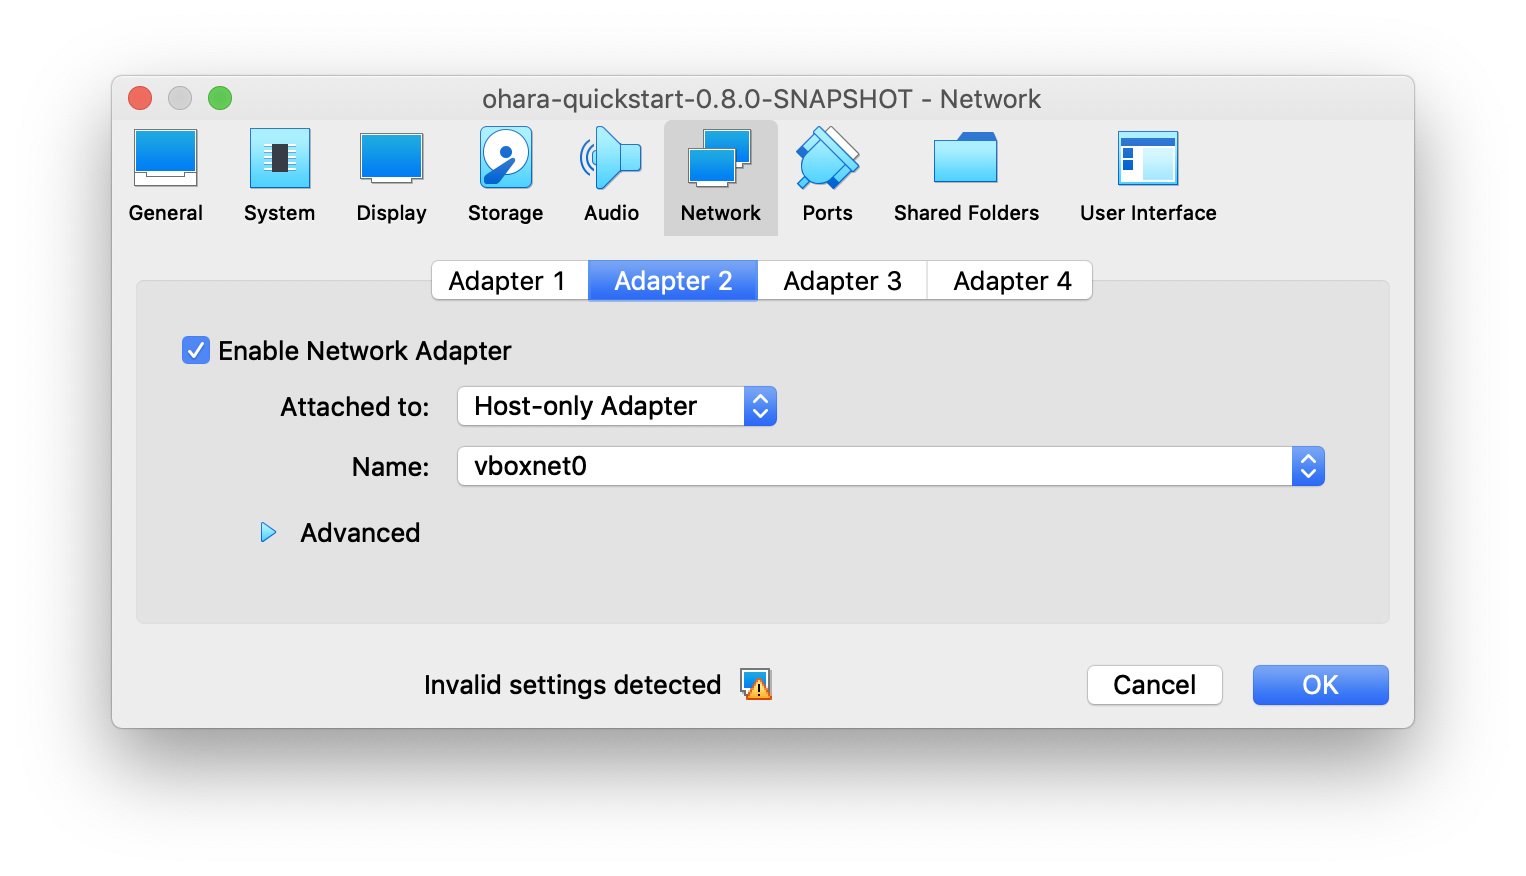 ohara-quickstart-0.8.0-SNAPSHOT - Network
General System Display Storage Audio Network Ports Shared Folders User Interface
Adapter 1 Adapter 2 Adapter 3 Adapter 4
Enable Network Adapter
Attached to: Host-only Adapter
Name: vboxnet0
Advanced
Invalid settings detected Cancel OK